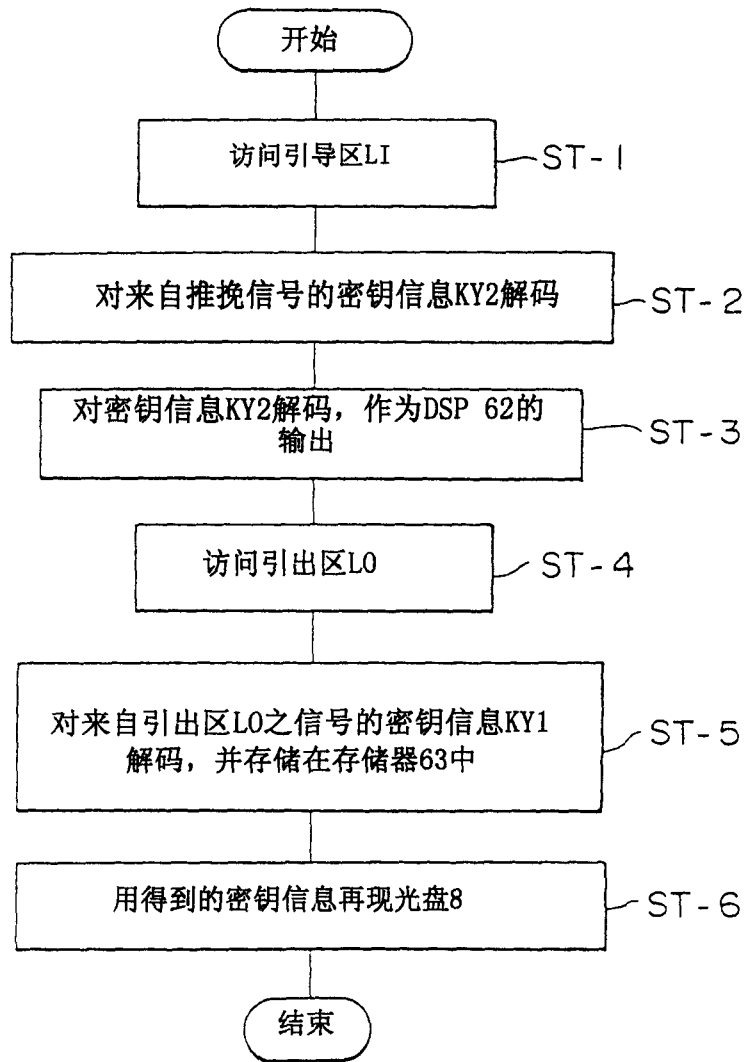 开始
访问引导区LI
ST-1
对来自推挽信号的密钥信息KY2解码
ST-2
对密钥信息KY2解码，作为DSP 62的
输出
ST-3
访问引出区LO
ST-4
对来自引出区LO之信号的密钥信息KY1
解码，并存储在存储器63中
ST-5
用得到的密钥信息再现光盘8
ST-6
结束